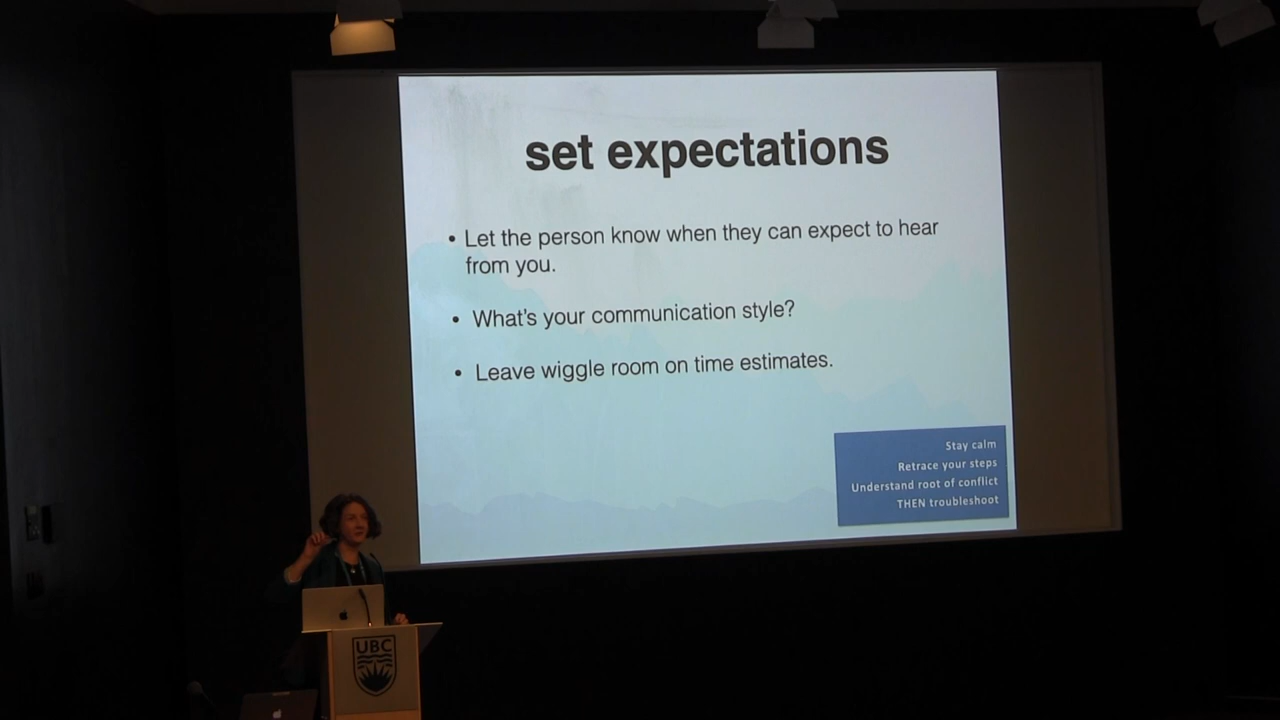 set expectations
• Let the person know when they can expect to hear
from you.
• What's your communication style?
• Leave wiggle room on time estimates.
Stay calm
Retrace your steps
Understand root of conflict
THEN troubleshoot
UBC